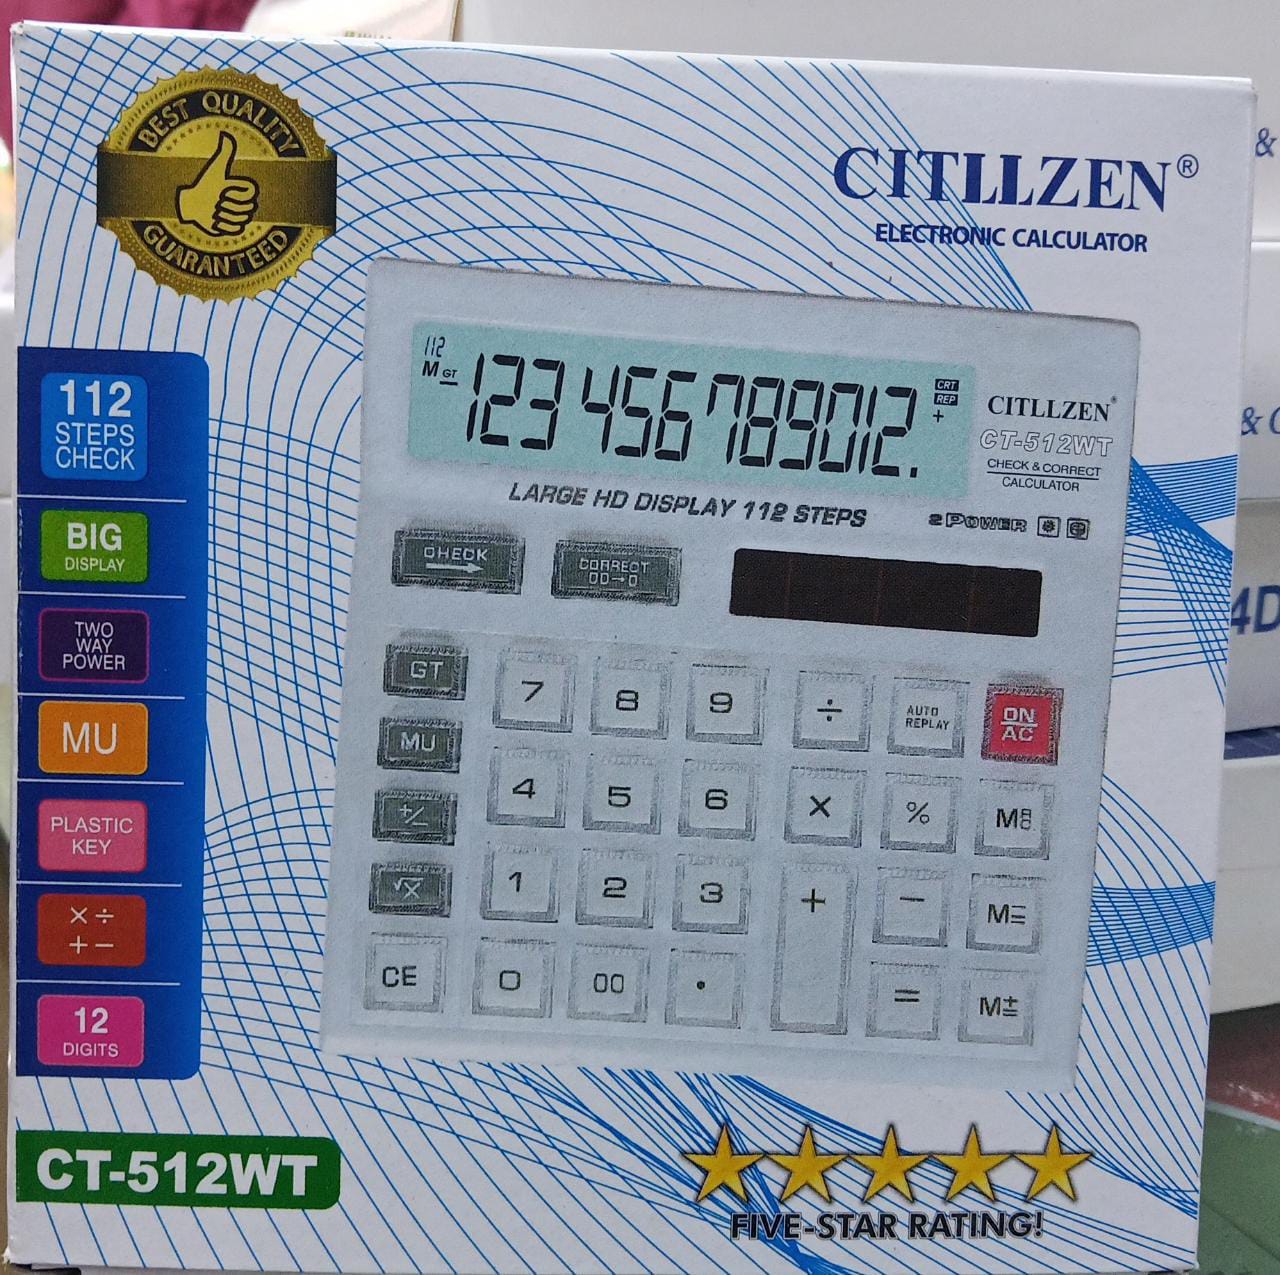 BEST QUALITY
GUARANTEED
CITLLZEN®
ELECTRONIC CALCULATOR
112
STEPS
CHECK
BIG
DISPLAY
TWO
WAY
POWER
MU
PLASTIC
KEY
× ÷
+ −
12
DIGITS
112
M GT
123456789012.
CRT
REP
+
CITLLZEN®
CT-512WT
CHECK & CORRECT
CALCULATOR
LARGE HD DISPLAY 112 STEPS
2 POWER
CHECK
CORRECT
00→0
GT
7
8
9
÷
AUTO
REPLAY
ON
AC
MU
4
5
6
×
%
+/−
1
2
3
+
−
M=
√X
CE
0
00
.
=
M±
CT-512WT
FIVE-STAR RATING!
&
& C
4D